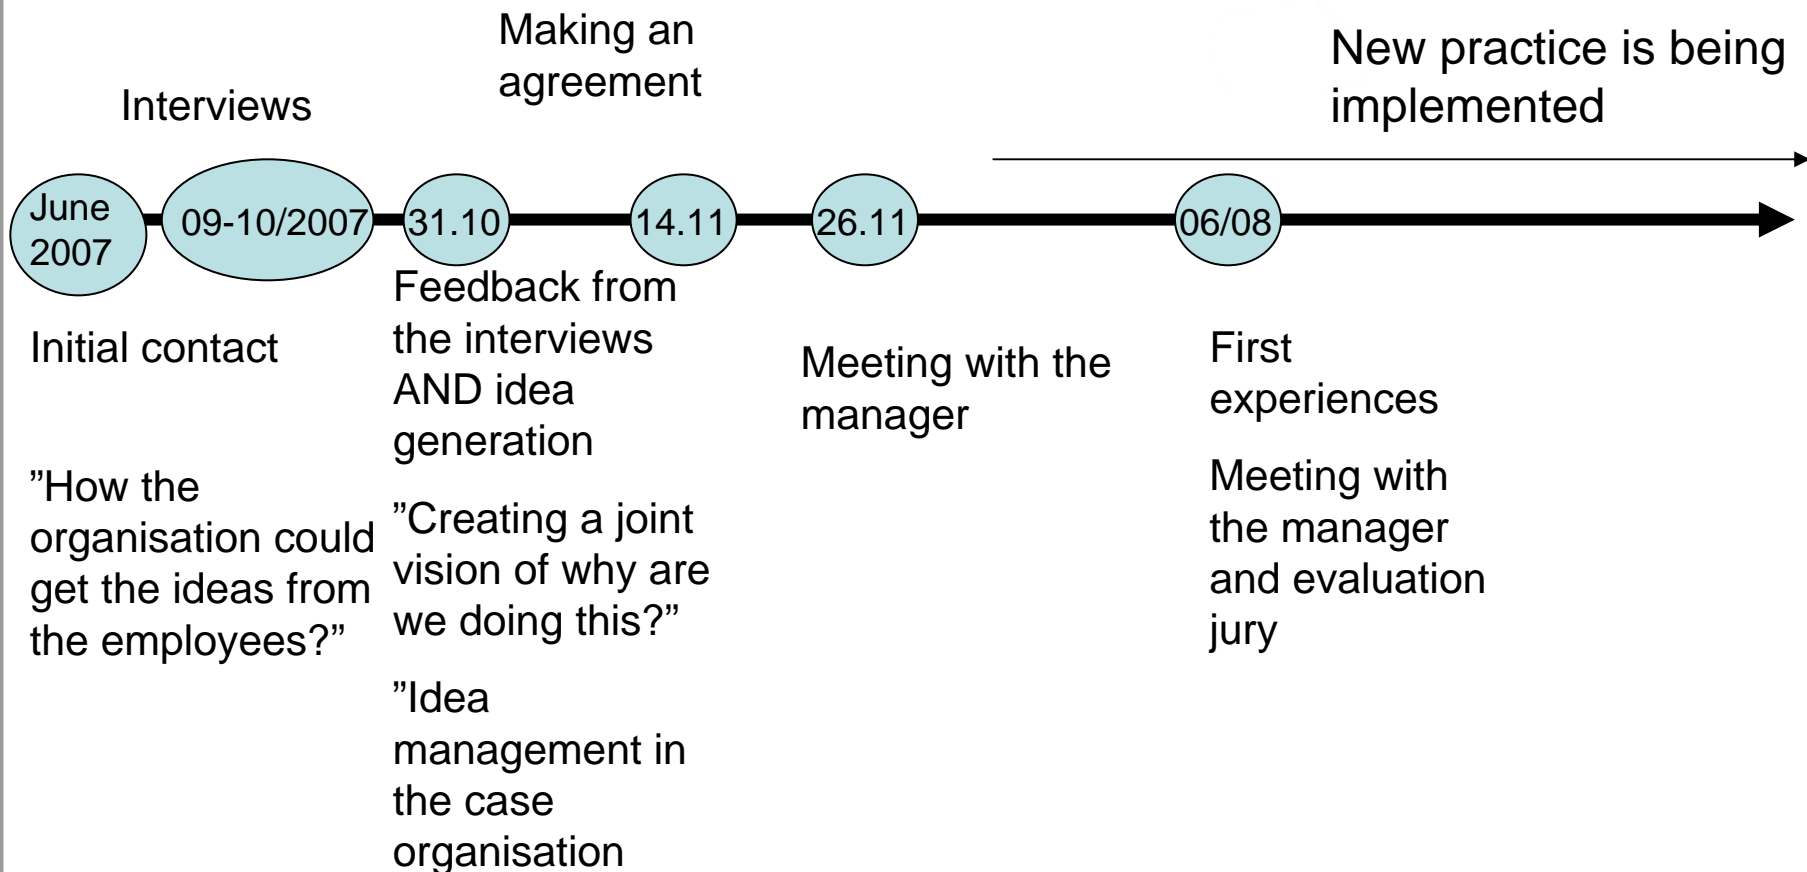 Making an
agreement
New practice is being
implemented
Interviews
June
2007
09-10/2007
31.10
14.11
26.11
06/08
Initial contact
”How the
organisation could
get the ideas from
the employees?”
Feedback from
the interviews
AND idea
generation
”Creating a joint
vision of why are
we doing this?”
”Idea
management in
the case
organisation
Meeting with the
manager
First
experiences
Meeting with
the manager
and evaluation
jury